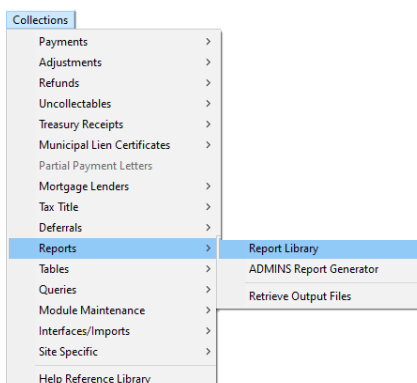 Collections
Payments
Adjustments
Refunds
Uncollectables
Treasury Receipts
Municipal Lien Certificates
Partial Payment Letters
Mortgage Lenders
Tax Title
Deferrals
Reports
Tables
Queries
Module Maintenance
Interfaces/Imports
Site Specific
Help Reference Library
Report Library
ADMINS Report Generator
Retrieve Output Files